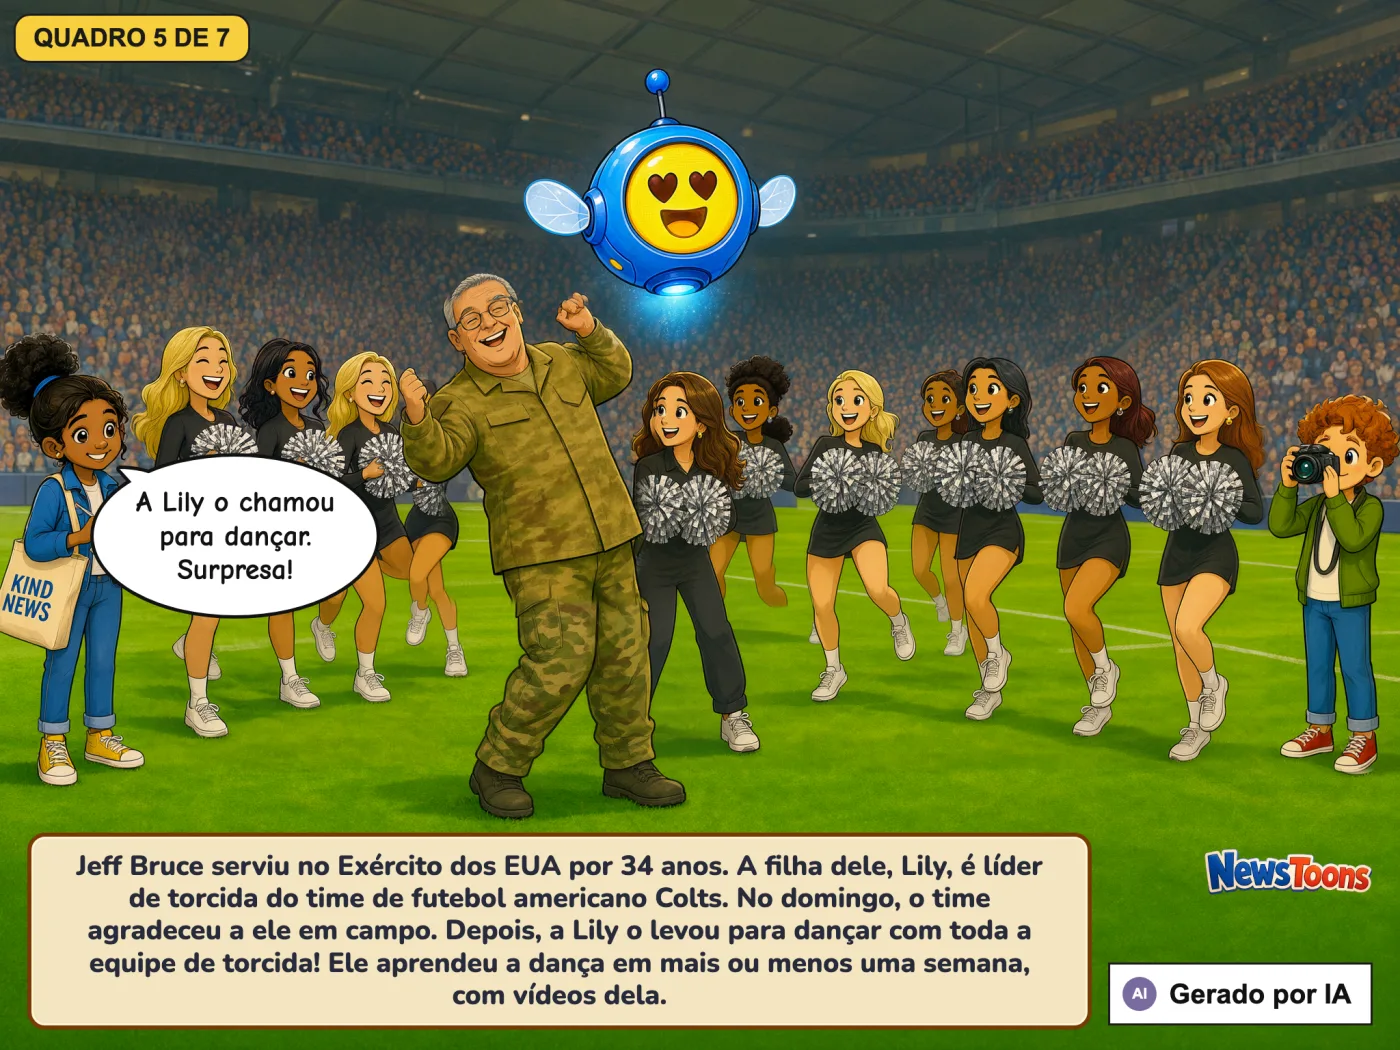 QUADRO 5 DE 7
A Lily o chamou
para dançar.
Surpresa!
KIND
NEWS
Jeff Bruce serviu no Exército dos EUA por 34 anos. A filha dele, Lily, é líder
de torcida do time de futebol americano Colts. No domingo, o time
agradeceu a ele em campo. Depois, a Lily o levou para dançar com toda a
equipe de torcida! Ele aprendeu a dança em mais ou menos uma semana,
com vídeos dela.
NEWSTOONS
AI Gerado por IA